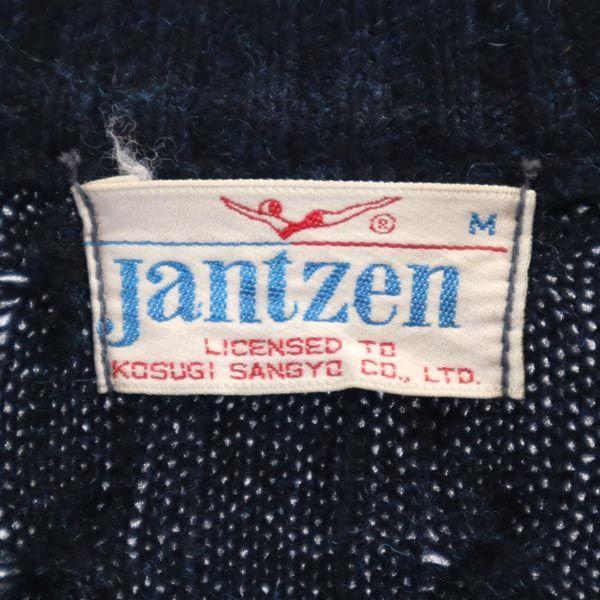 ® M
jantzen
LICENSED TO
KOSUGI SANGYO CO., LTD.